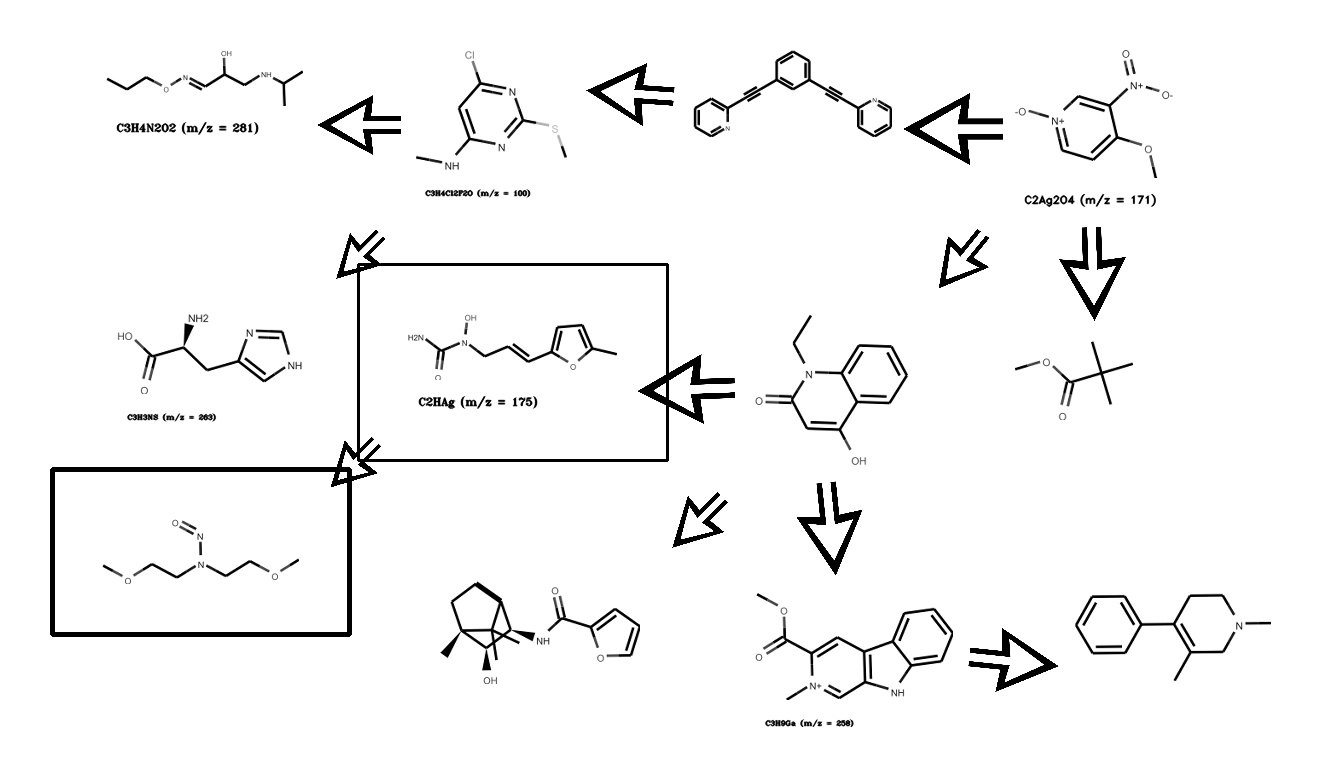 OH
N
O
NH
C3H4N2O2 (m/z = 281)
Cl
N
N
S
NH
C3H4Cl2F2O (m/z = 100)
N
N
O
N+
O-
-O
N+
O
C2Ag2O4 (m/z = 171)
NH2
HO
O
N
NH
C3H3NS (m/z = 263)
OH
H2N
N
O
O
C2HAg (m/z = 175)
N
O
OH
O
O
O
N
N
O
O
O
NH
O
OH
O
O
N+
NH
C3H9Ga (m/z = 258)
N